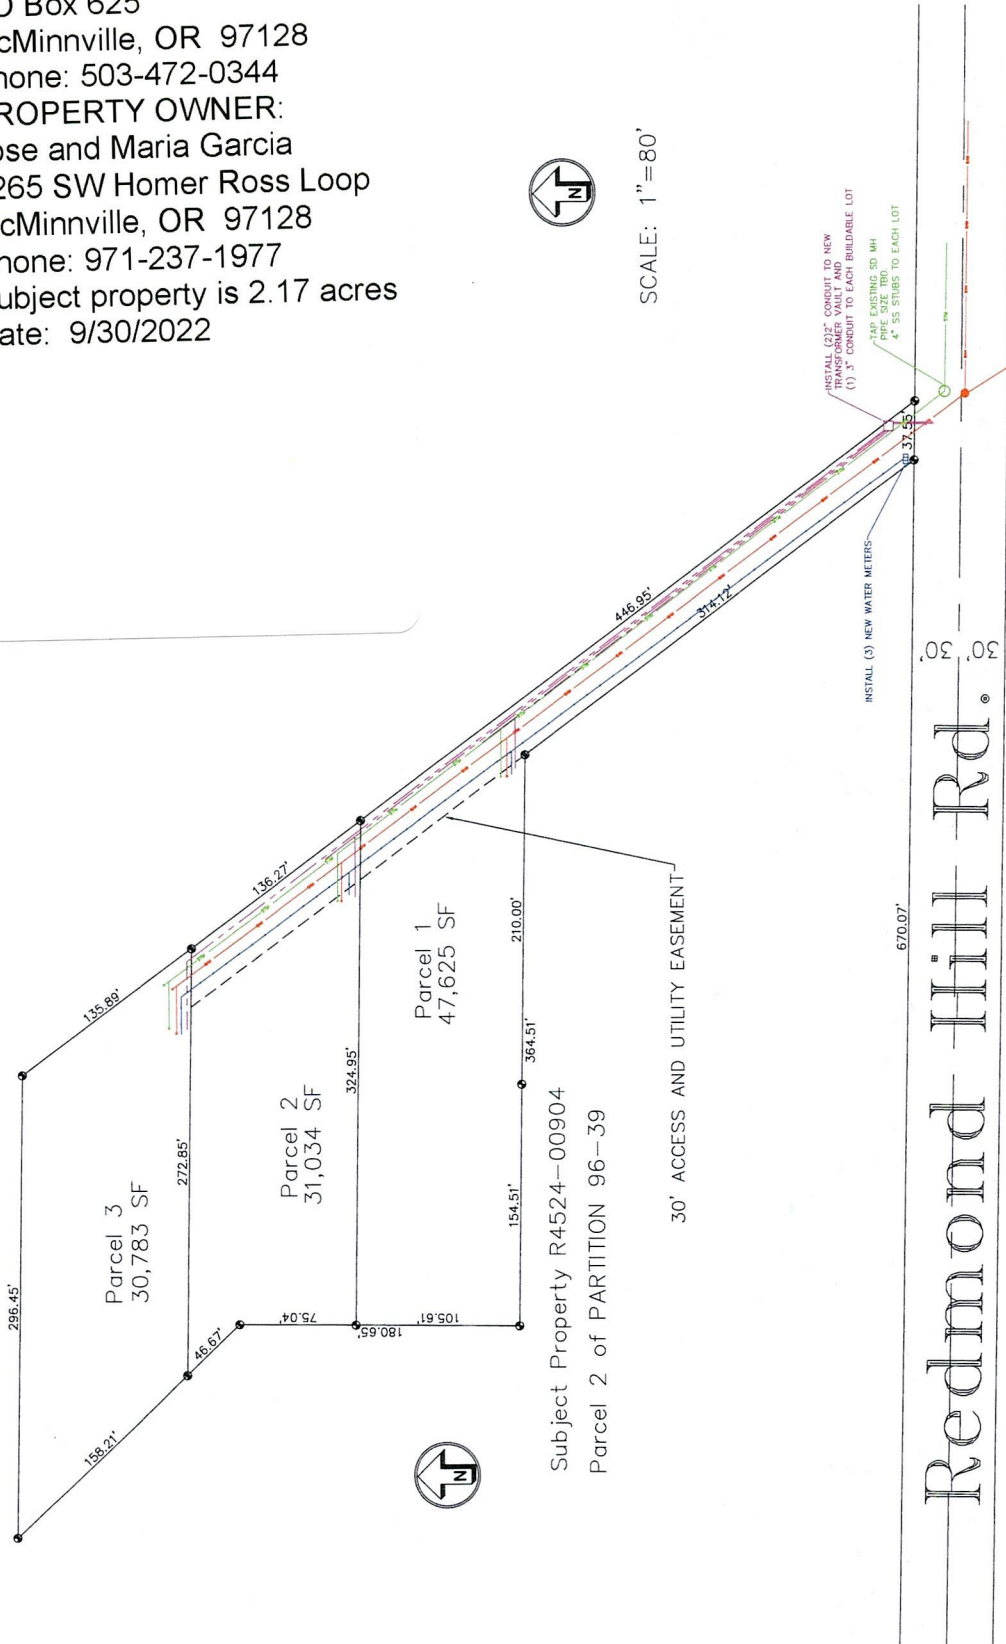 O Box 625
cMinnville, OR 97128
hone: 503-472-0344
ROPERTY OWNER:
ose and Maria Garcia
265 SW Homer Ross Loop
cMinnville, OR 97128
hone: 971-237-1977
ubject property is 2.17 acres
ate: 9/30/2022
N
SCALE: 1"=80'
INSTALL (2)2" CONDUIT TO NEW
TRANSFORMER VAULT AND
(1) 3" CONDUIT TO EACH BUILDABLE LOT
TAP EXISTING SD MH
PIPE SIZE TBD.
4" SS STUBS TO EACH LOT
37.55'
INSTALL (3) NEW WATER METERS
446.95'
314.12'
136.27'
135.89'
296.45'
158.21'
46.67'
272.85'
Parcel 3
30,783 SF
Parcel 2
31,034 SF
324.95'
75.04'
180.65'
105.61'
Parcel 1
47,625 SF
210.00'
364.51'
154.51'
30' ACCESS AND UTILITY EASEMENT
N
Subject Property R4524-00904
Parcel 2 of PARTITION 96-39
670.07'
30'
30'
Redmond Hill Rd.